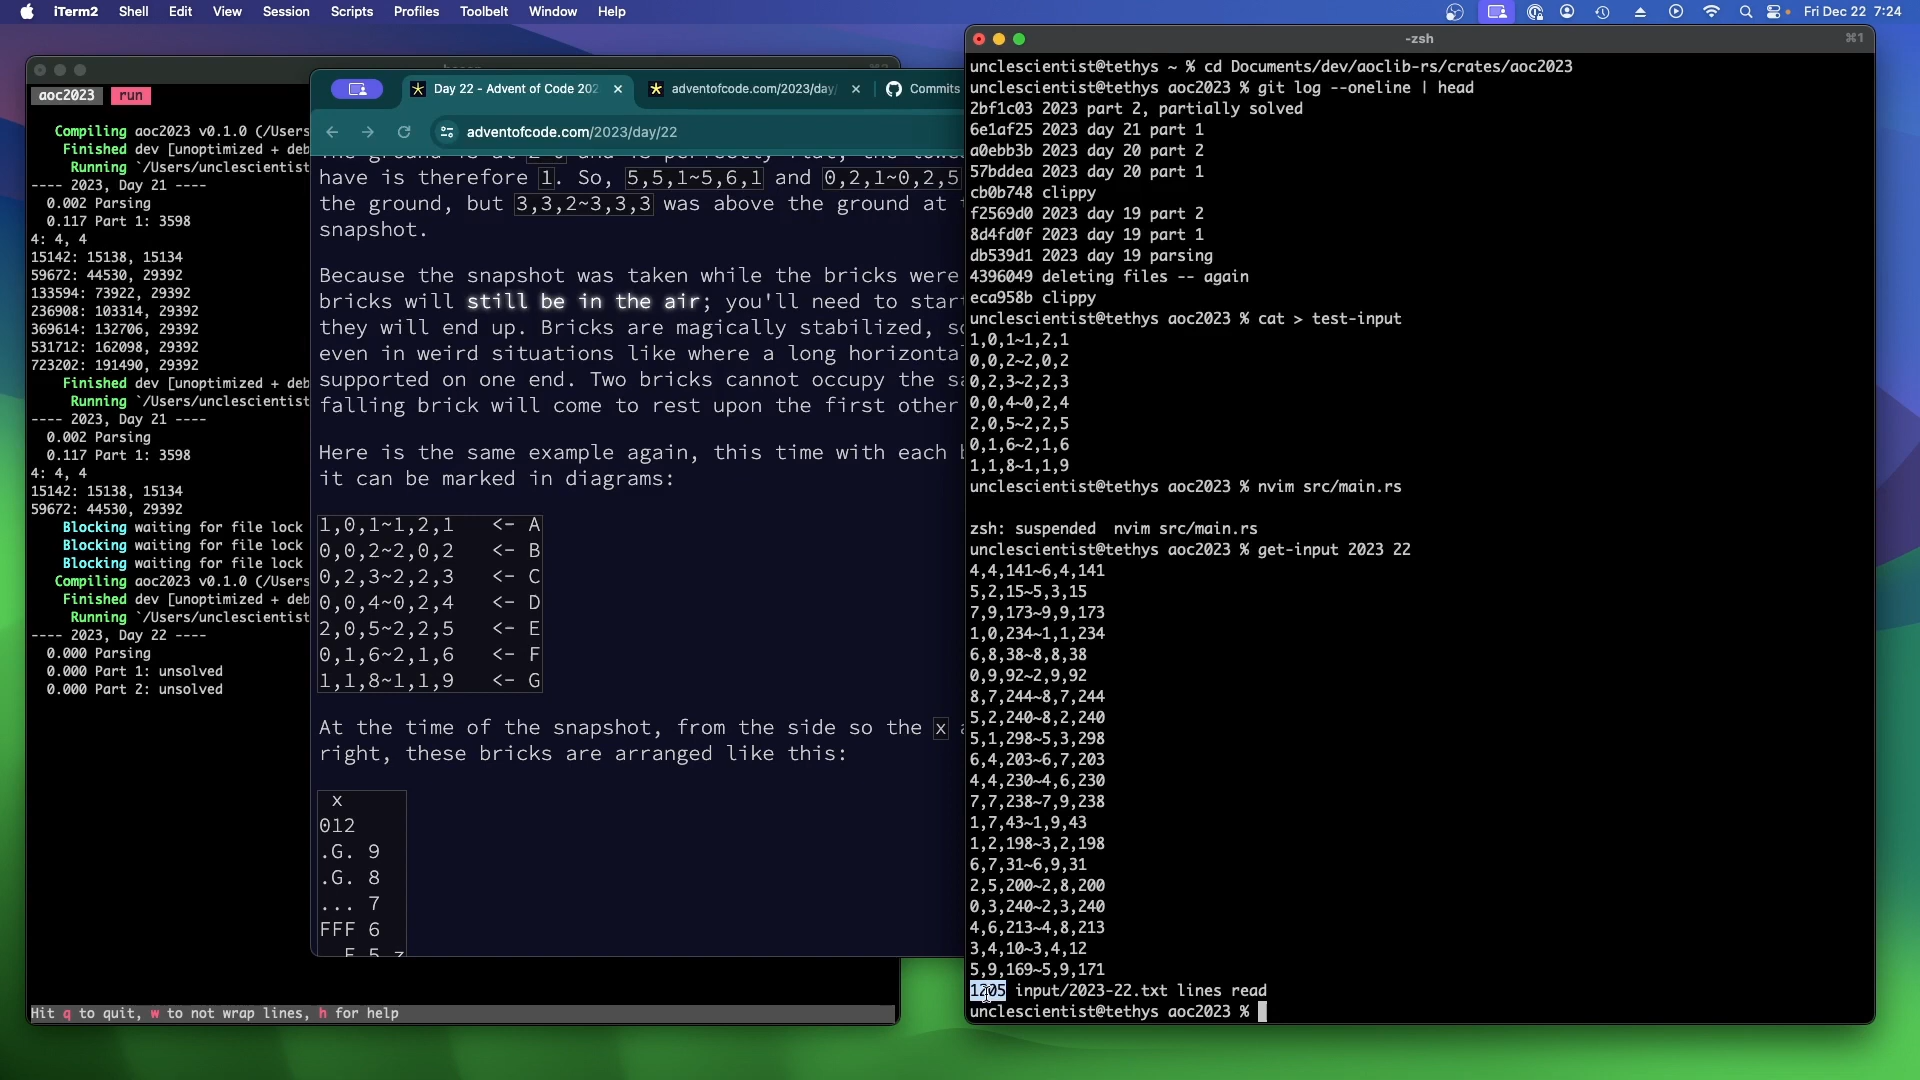 iTerm2 Shell Edit View Session Scripts Profiles Toolbelt Window Help
Fri Dec 22 7:24
aoc2023 run
Compiling aoc2023 v0.1.0 (/Users
Finished dev [unoptimized + deb
Running `/Users/unclescientist
---- 2023, Day 21 ----
0.002 Parsing
0.117 Part 1: 3598
4: 4, 4
15142: 15138, 15134
59672: 44530, 29392
133594: 73922, 29392
236908: 103314, 29392
369614: 132706, 29392
531712: 162098, 29392
723202: 191490, 29392
Finished dev [unoptimized + deb
Running `/Users/unclescientist
---- 2023, Day 21 ----
0.002 Parsing
0.117 Part 1: 3598
4: 4, 4
15142: 15138, 15134
59672: 44530, 29392
Blocking waiting for file lock
Blocking waiting for file lock
Blocking waiting for file lock
Compiling aoc2023 v0.1.0 (/Users
Finished dev [unoptimized + deb
Running `/Users/unclescientist
---- 2023, Day 22 ----
0.000 Parsing
0.000 Part 1: unsolved
0.000 Part 2: unsolved
Hit q to quit, w to not wrap lines, h for help
Day 22 - Advent of Code 202
adventofcode.com/2023/day/
Commits
adventofcode.com/2023/day/22
have is therefore 1. So, 5,5,1~5,6,1 and 0,2,1~0,2,5
the ground, but 3,3,2~3,3,3 was above the ground at
snapshot.
Because the snapshot was taken while the bricks were
bricks will still be in the air; you'll need to star
they will end up. Bricks are magically stabilized, s
even in weird situations like where a long horizonta
supported on one end. Two bricks cannot occupy the s
falling brick will come to rest upon the first other
Here is the same example again, this time with each
it can be marked in diagrams:
1,0,1~1,2,1 <- A
0,0,2~2,0,2 <- B
0,2,3~2,2,3 <- C
0,0,4~0,2,4 <- D
2,0,5~2,2,5 <- E
0,1,6~2,1,6 <- F
1,1,8~1,1,9 <- G
At the time of the snapshot, from the side so the x
right, these bricks are arranged like this:
x
012
.G. 9
.G. 8
... 7
FFF 6
-zsh ⌘1
unclescientist@tethys ~ % cd Documents/dev/aoclib-rs/crates/aoc2023
unclescientist@tethys aoc2023 % git log --oneline | head
2bf1c03 2023 part 2, partially solved
6e1af25 2023 day 21 part 1
a0ebb3b 2023 day 20 part 2
57bddea 2023 day 20 part 1
cb0b748 clippy
f2569d0 2023 day 19 part 2
8d4fd0f 2023 day 19 part 1
db539d1 2023 day 19 parsing
4396049 deleting files -- again
eca958b clippy
unclescientist@tethys aoc2023 % cat > test-input
1,0,1~1,2,1
0,0,2~2,0,2
0,2,3~2,2,3
0,0,4~0,2,4
2,0,5~2,2,5
0,1,6~2,1,6
1,1,8~1,1,9
unclescientist@tethys aoc2023 % nvim src/main.rs
zsh: suspended nvim src/main.rs
unclescientist@tethys aoc2023 % get-input 2023 22
4,4,141~6,4,141
5,2,15~5,3,15
7,9,173~9,9,173
1,0,234~1,1,234
6,8,38~8,8,38
0,9,92~2,9,92
8,7,244~8,7,244
5,2,240~8,2,240
5,1,298~5,3,298
6,4,203~6,7,203
4,4,230~4,6,230
7,7,238~7,9,238
1,7,43~1,9,43
1,2,198~3,2,198
6,7,31~6,9,31
2,5,200~2,8,200
0,3,240~2,3,240
4,6,213~4,8,213
3,4,10~3,4,12
5,9,169~5,9,171
1205 input/2023-22.txt lines read
unclescientist@tethys aoc2023 %